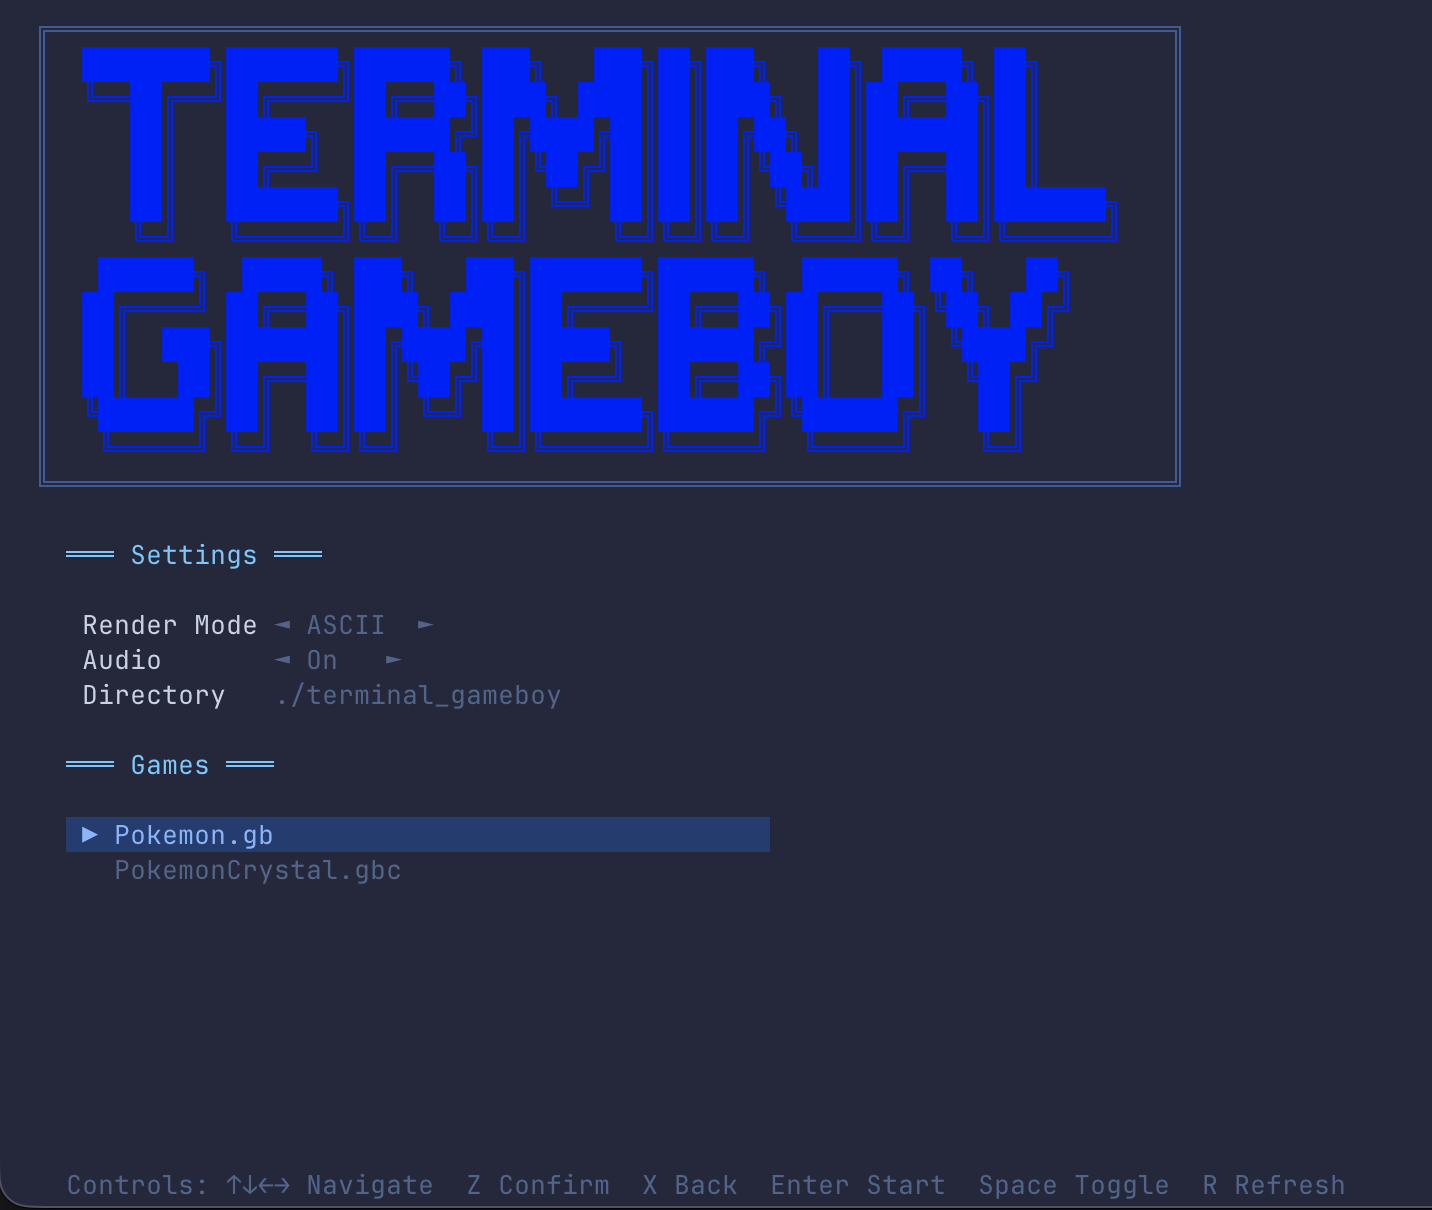 TERMINAL
GAMEBOY
═══ Settings ═══
Render Mode ◄ ASCII ►
Audio ◄ On ►
Directory ./terminal_gameboy
═══ Games ═══
► Pokemon.gb
PokemonCrystal.gbc
Controls: ↑↓←→ Navigate Z Confirm X Back Enter Start Space Toggle R Refresh